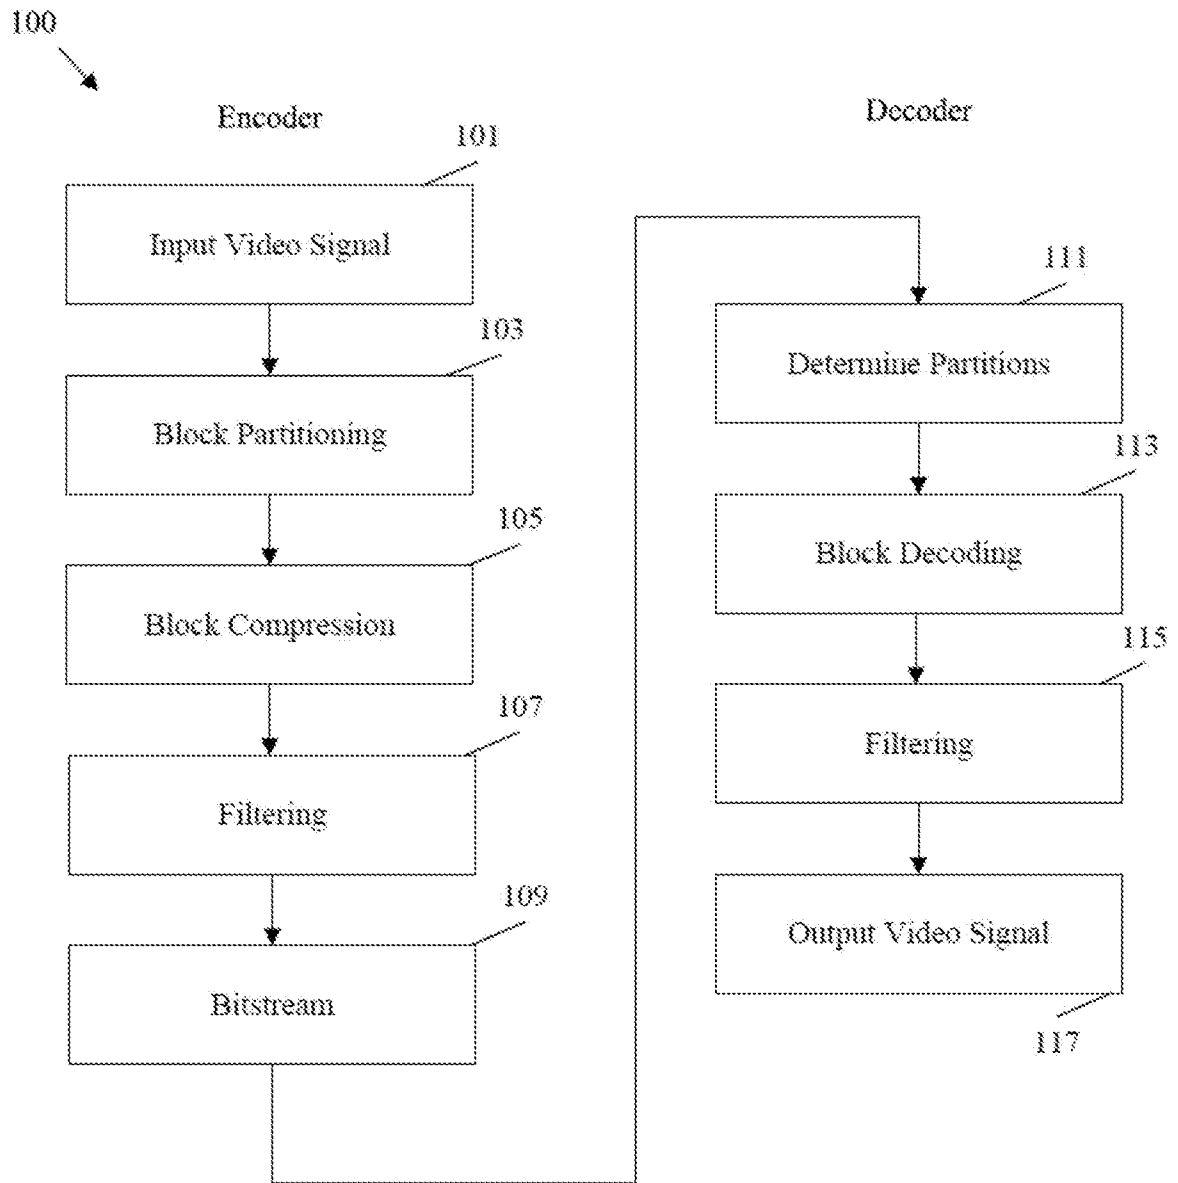 100
Encoder
101
Input Video Signal
103
Block Partitioning
105
Block Compression
107
Filtering
109
Bitstream
Decoder
111
Determine Partitions
113
Block Decoding
115
Filtering
Output Video Signal
117